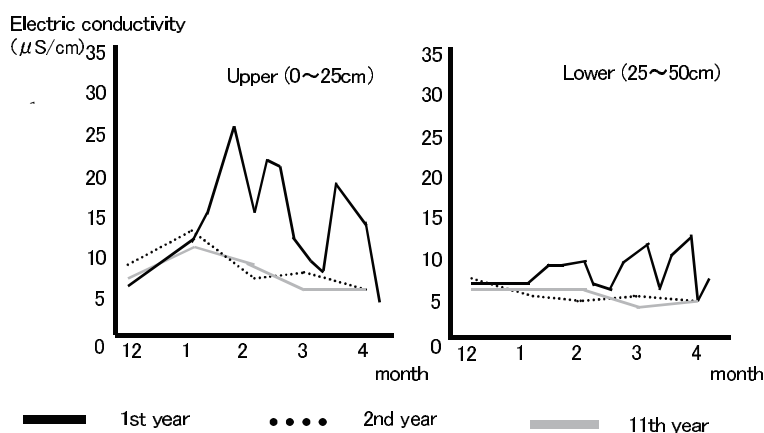 Electric conductivity
(μS/cm)
35
30
25
20
15
10
5
0
Upper (0～25cm)
12 1 2 3 4
month
35
30
25
20
15
10
5
0
Lower (25～50cm)
12 1 2 3 4
month
1st year
2nd year
11th year